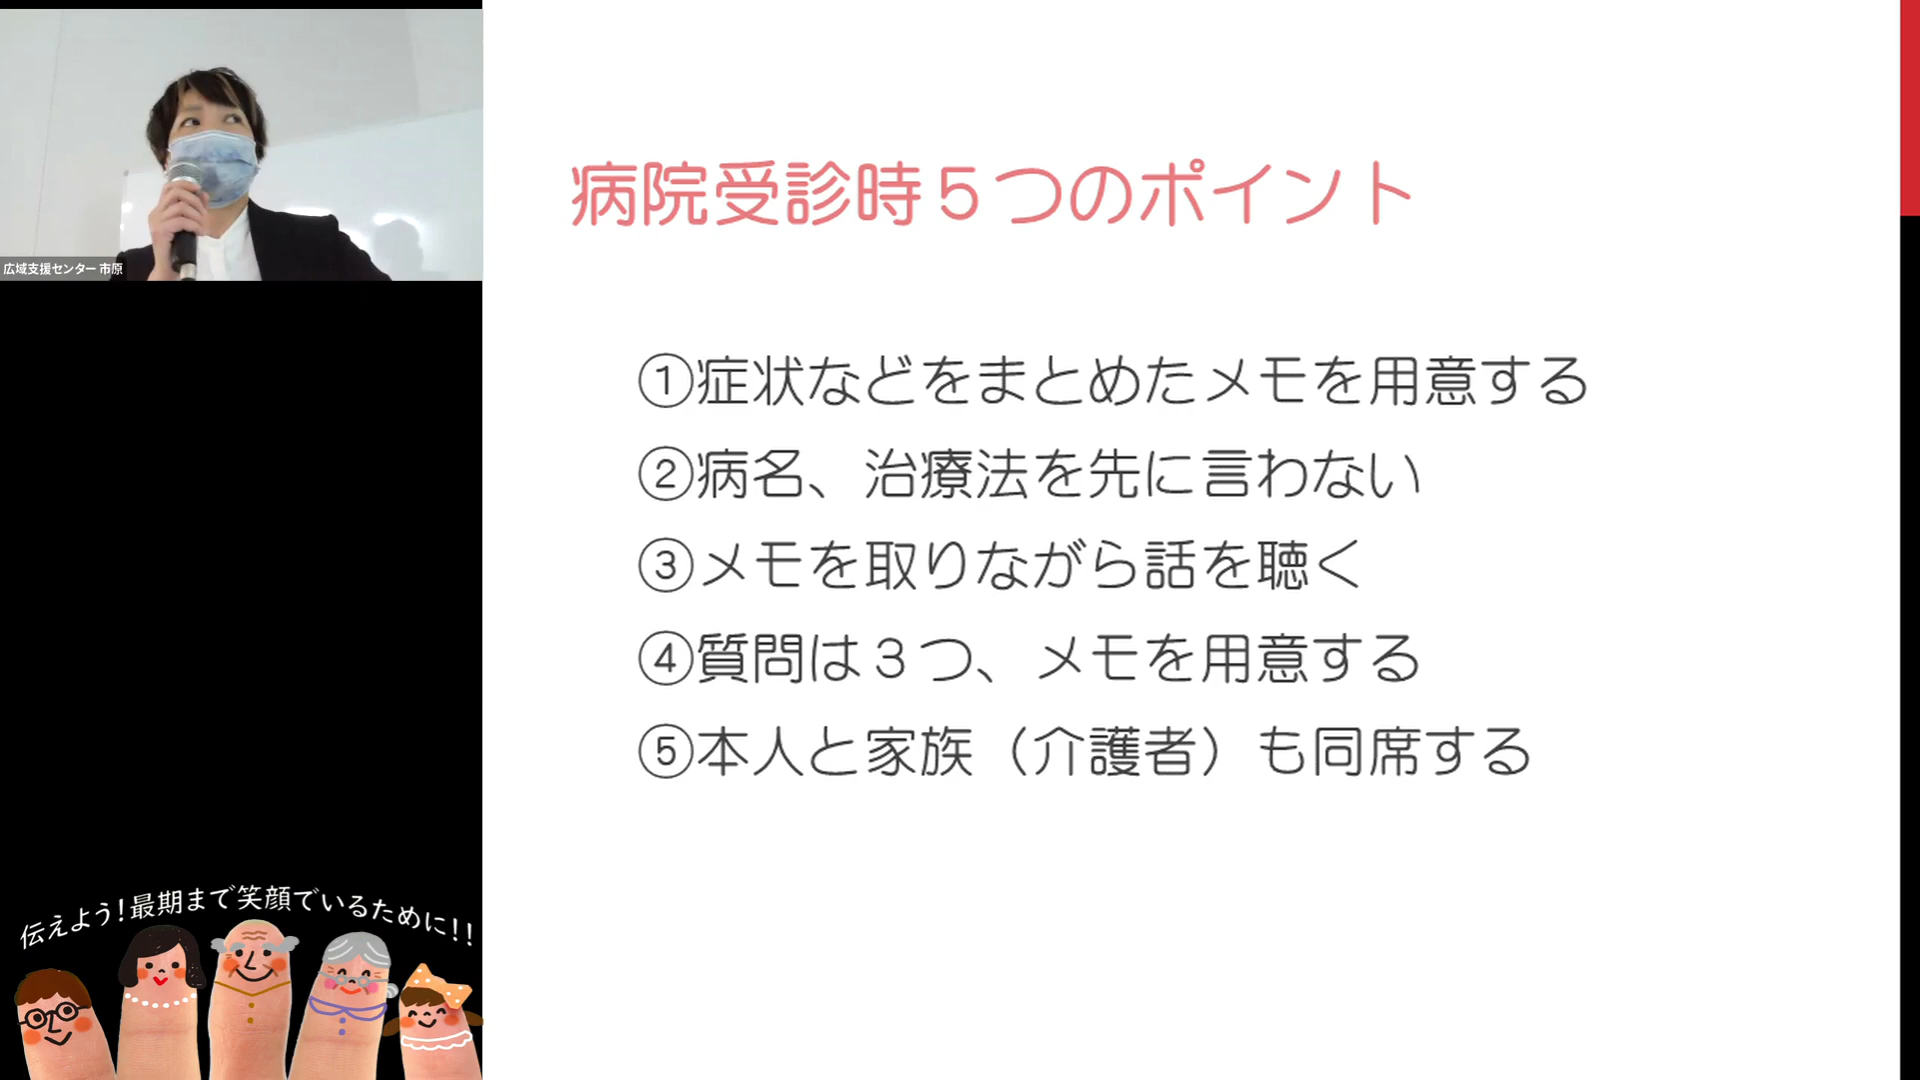 広域支援センター 市原
病院受診時５つのポイント
①症状などをまとめたメモを用意する
②病名、治療法を先に言わない
③メモを取りながら話を聴く
④質問は３つ、メモを用意する
⑤本人と家族（介護者）も同席する
伝えよう!最期まで笑顔でいるために!!